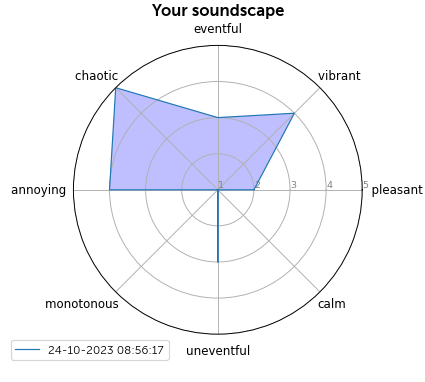 Your soundscape
eventful
chaotic
vibrant
annoying
1 2 3 4 5
pleasant
monotonous
calm
uneventful
24-10-2023 08:56:17